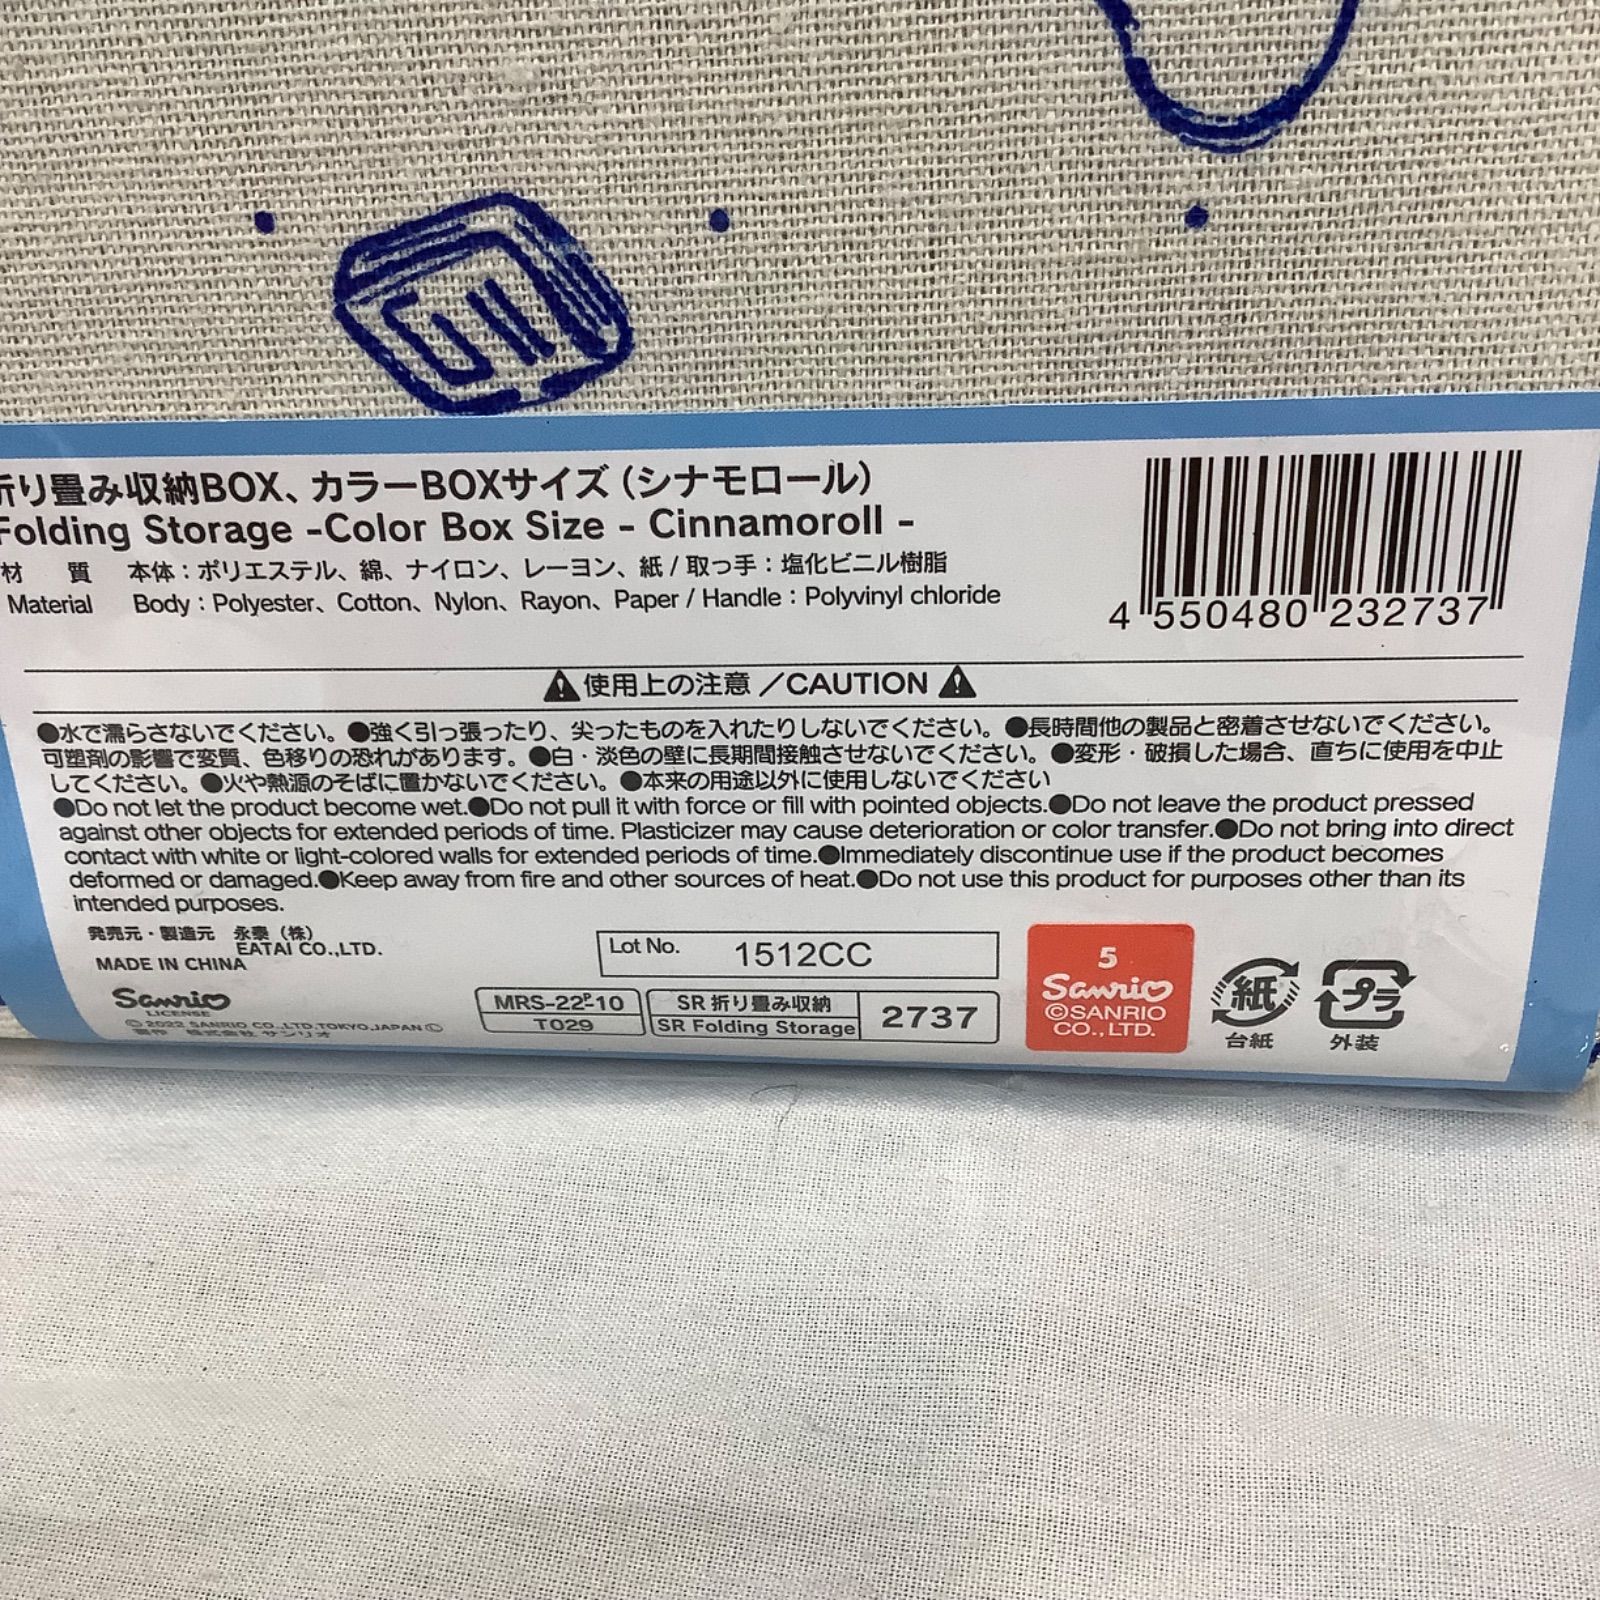 折り畳み収納BOX、カラーBOXサイズ（シナモロール）
Folding Storage -Color Box Size - Cinnamoroll -
材 質 本体：ポリエステル、綿、ナイロン、レーヨン、紙 / 取っ手：塩化ビニル樹脂
Material Body : Polyester、Cotton、Nylon、Rayon、Paper / Handle : Polyvinyl chloride
4 550480 232737
使用上の注意 ／CAUTION
●水で濡らさないでください。●強く引っ張ったり、尖ったものを入れたりしないでください。●長時間他の製品と密着させないでください。
可塑剤の影響で変質、色移りの恐れがあります。●白・淡色の壁に長期間接触させないでください。●変形・破損した場合、直ちに使用を中止
してください。●火や熱源のそばに置かないでください。●本来の用途以外に使用しないでください
●Do not let the product become wet.●Do not pull it with force or fill with pointed objects.●Do not leave the product pressed
against other objects for extended periods of time. Plasticizer may cause deterioration or color transfer.●Do not bring into direct
contact with white or light-colored walls for extended periods of time.●Immediately discontinue use if the product becomes
deformed or damaged.●Keep away from fire and other sources of heat.●Do not use this product for purposes other than its
intended purposes.
発売元・製造元 永泰（株）
EATAI CO.,LTD.
MADE IN CHINA
Lot No. 1512CC
Sanrio
LICENSE
© 2022 SANRIO CO.,LTD.TOKYO,JAPAN Ⓛ
著作 株式会社 サンリオ
MRS-22P-10
T029
SR 折り畳み収納
SR Folding Storage
2737
5
Sanrio
©SANRIO
CO.,LTD.
紙
台紙
プラ
外装